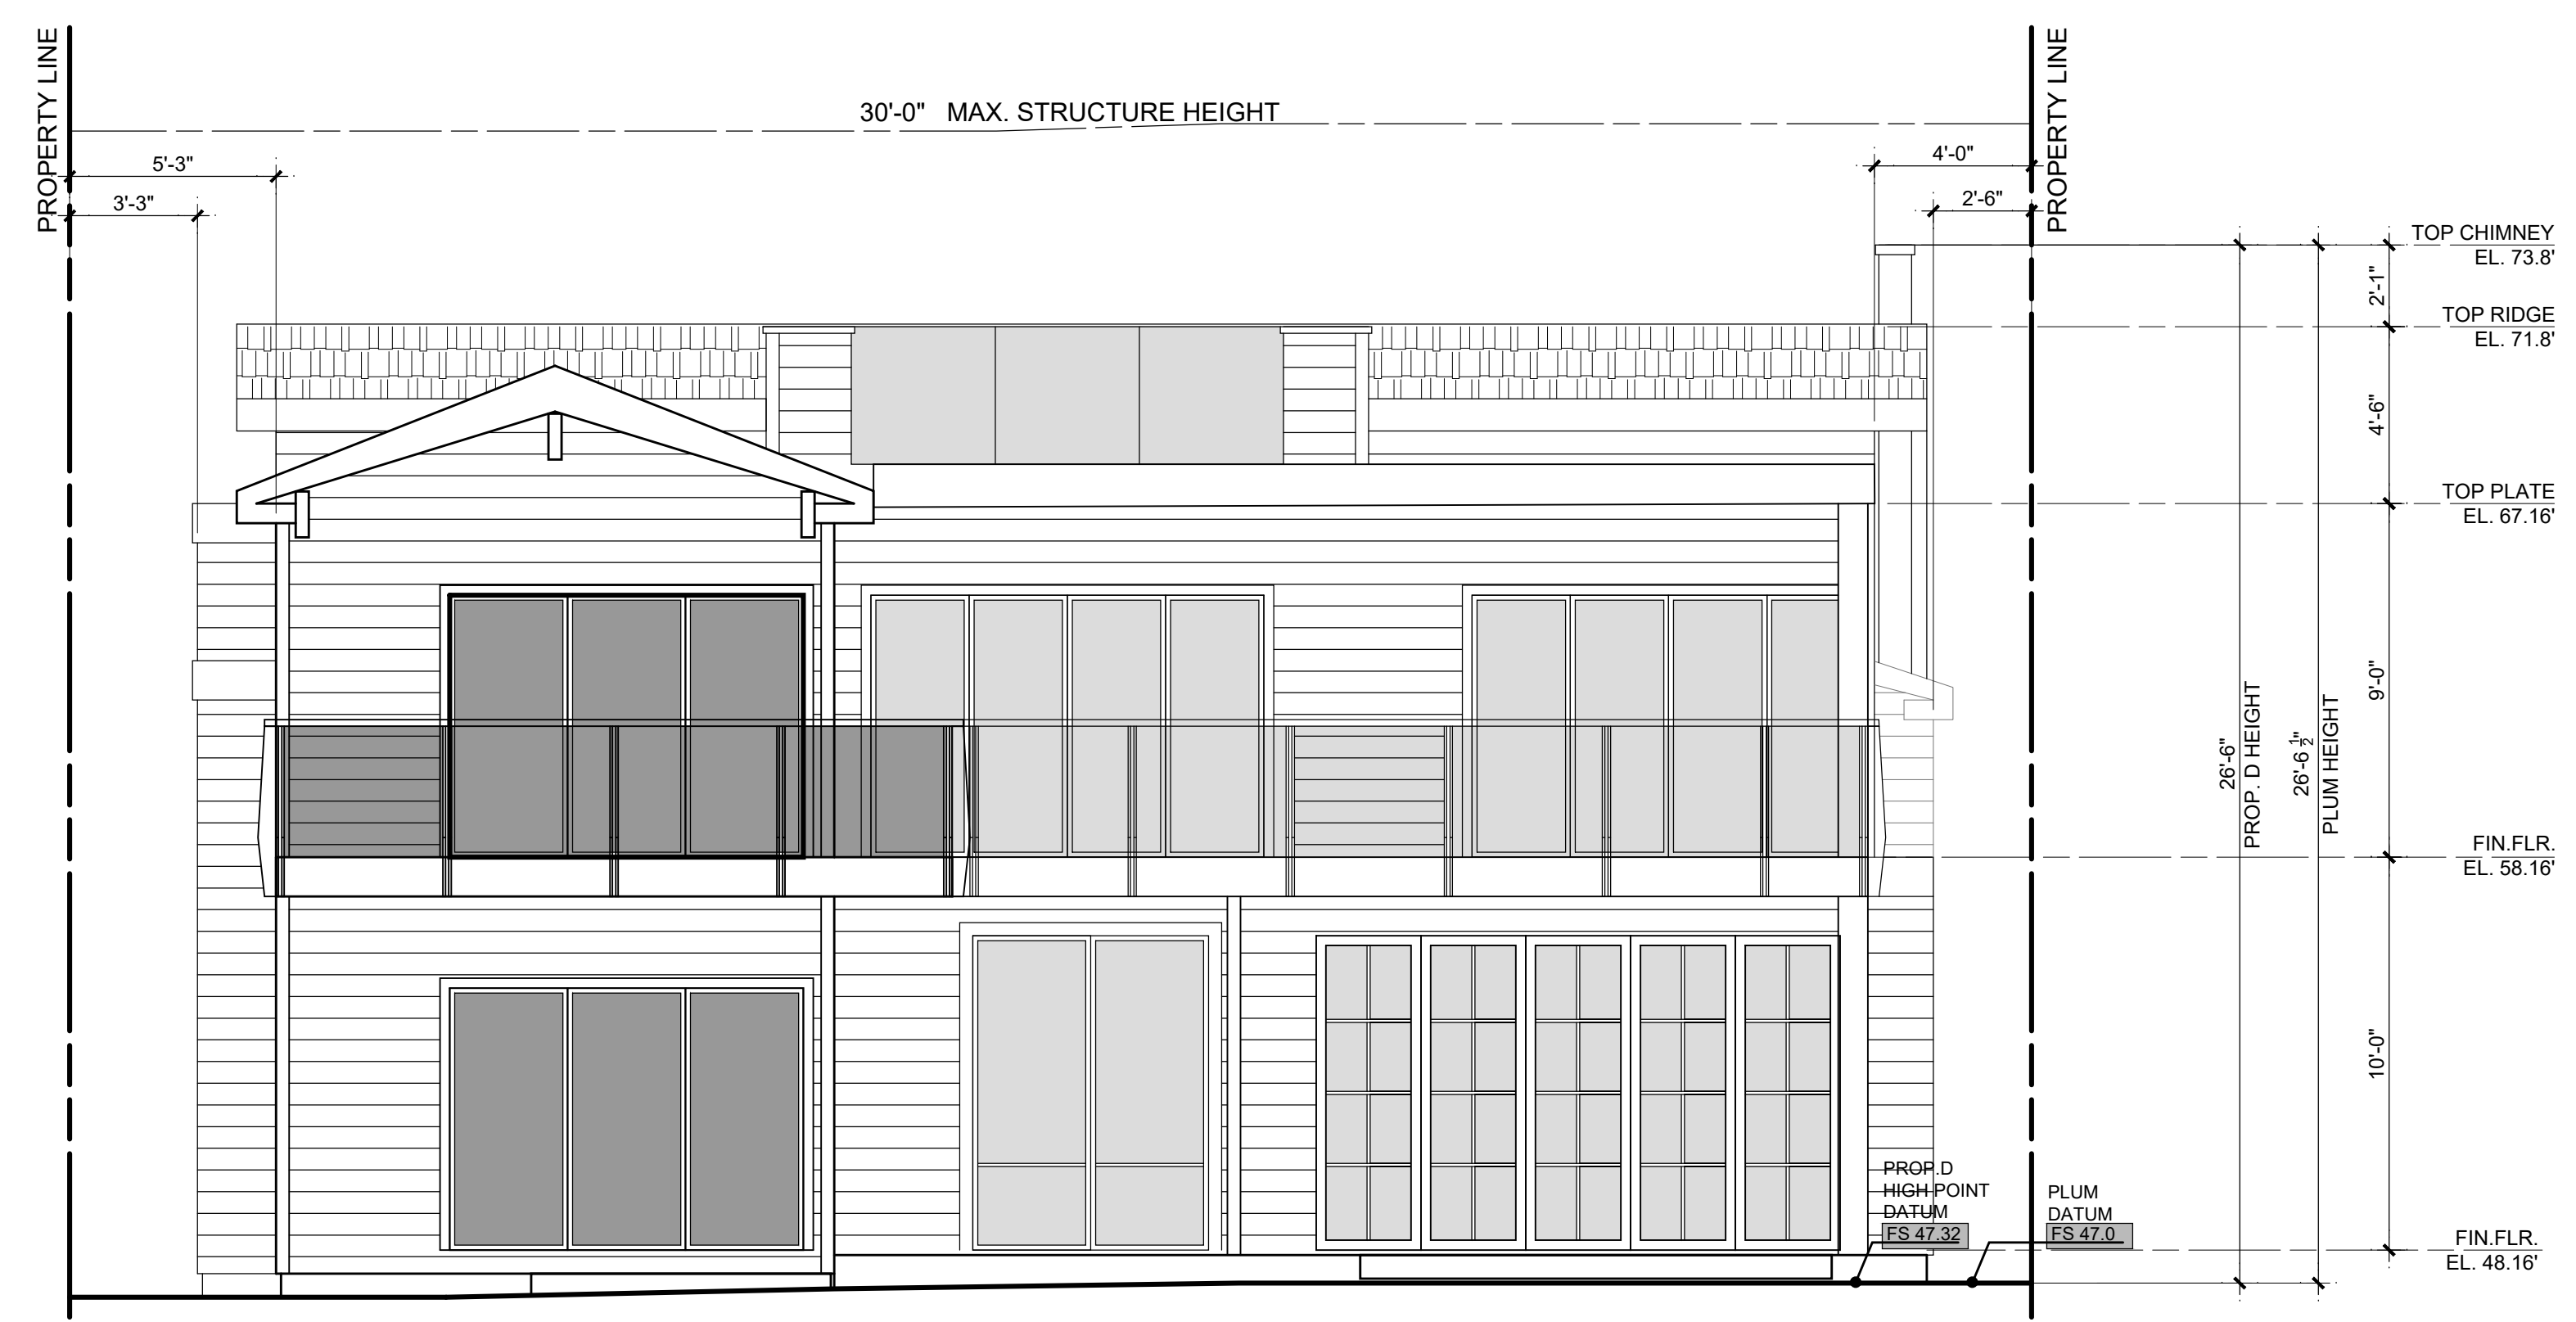 PROPERTY LINE
30'-0" MAX. STRUCTURE HEIGHT
PROPERTY LINE
5'-3"
3'-3"
4'-0"
2'-6"
TOP CHIMNEY
EL. 73.8'
2'-1"
TOP RIDGE
EL. 71.8'
4'-6"
TOP PLATE
EL. 67.16'
9'-0"
26'-6"
PROP. D HEIGHT
26'-6 1/2"
PLUM HEIGHT
FIN.FLR.
EL. 58.16'
10'-0"
PROP.D
HIGH POINT
DATUM
FS 47.32
PLUM
DATUM
FS 47.0
FIN.FLR.
EL. 48.16'